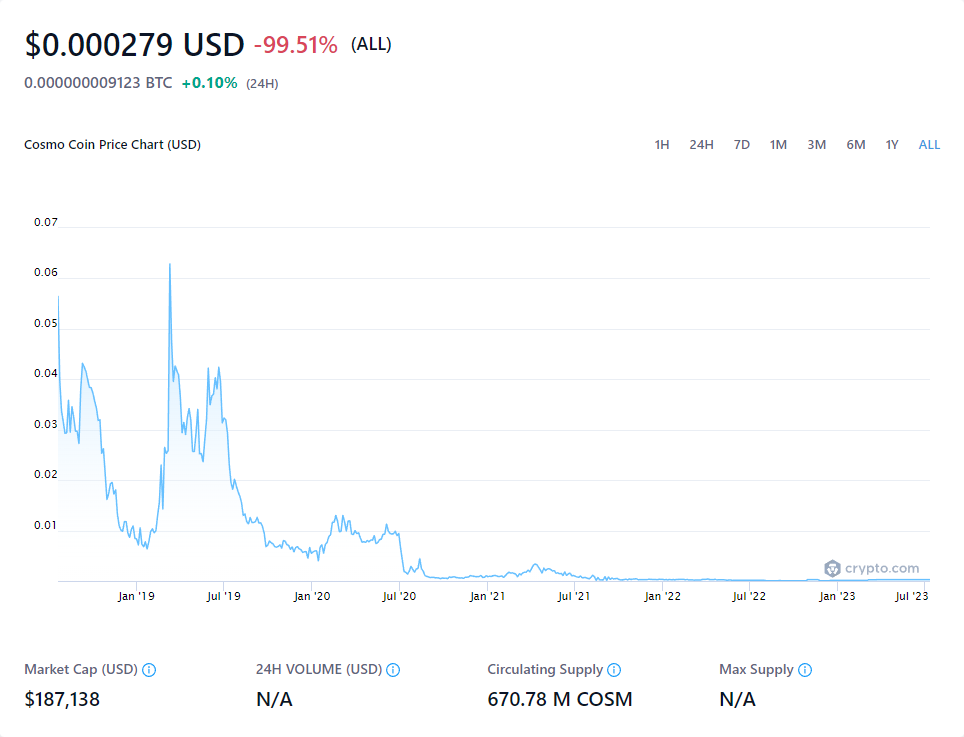 $0.000279 USD -99.51% (ALL)
0.000000009123 BTC +0.10% (24H)
Cosmo Coin Price Chart (USD) 1H 24H 7D 1M 3M 6M 1Y ALL
0.07
0.06
0.05
0.04
0.03
0.02
0.01
crypto.com
Jan '19 Jul '19 Jan '20 Jul '20 Jan '21 Jul '21 Jan '22 Jul '22 Jan '23 Jul '23
Market Cap (USD) 24H VOLUME (USD) Circulating Supply Max Supply
$187,138 N/A 670.78 M COSM N/A